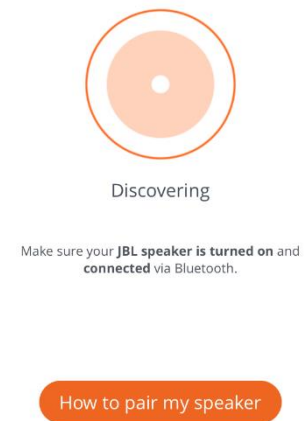 Discovering
Make sure your JBL speaker is turned on and
connected via Bluetooth.
How to pair my speaker